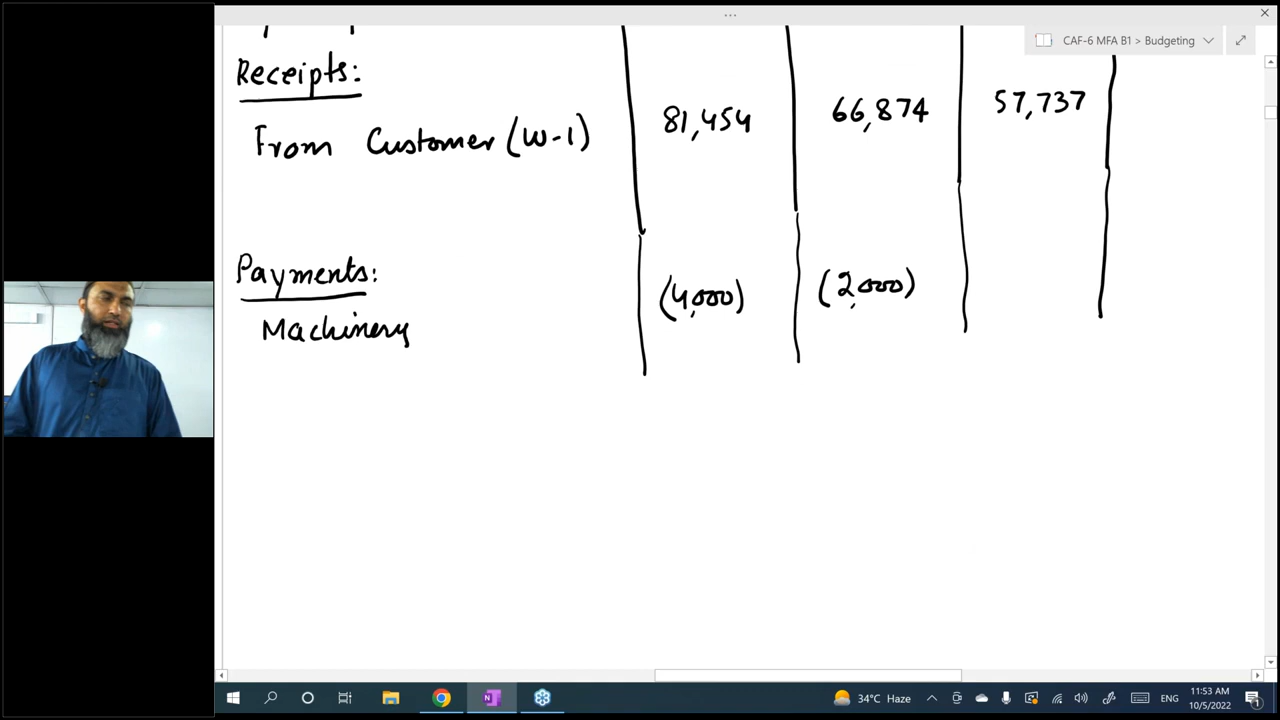 CAF-6 MFA B1 > Budgeting
Receipts:
From Customer (W-1) 81,454 66,874 57,737
Payments:
Machinery (4,000) (2,000)
34°C Haze
ENG
11:53 AM
10/5/2022
1